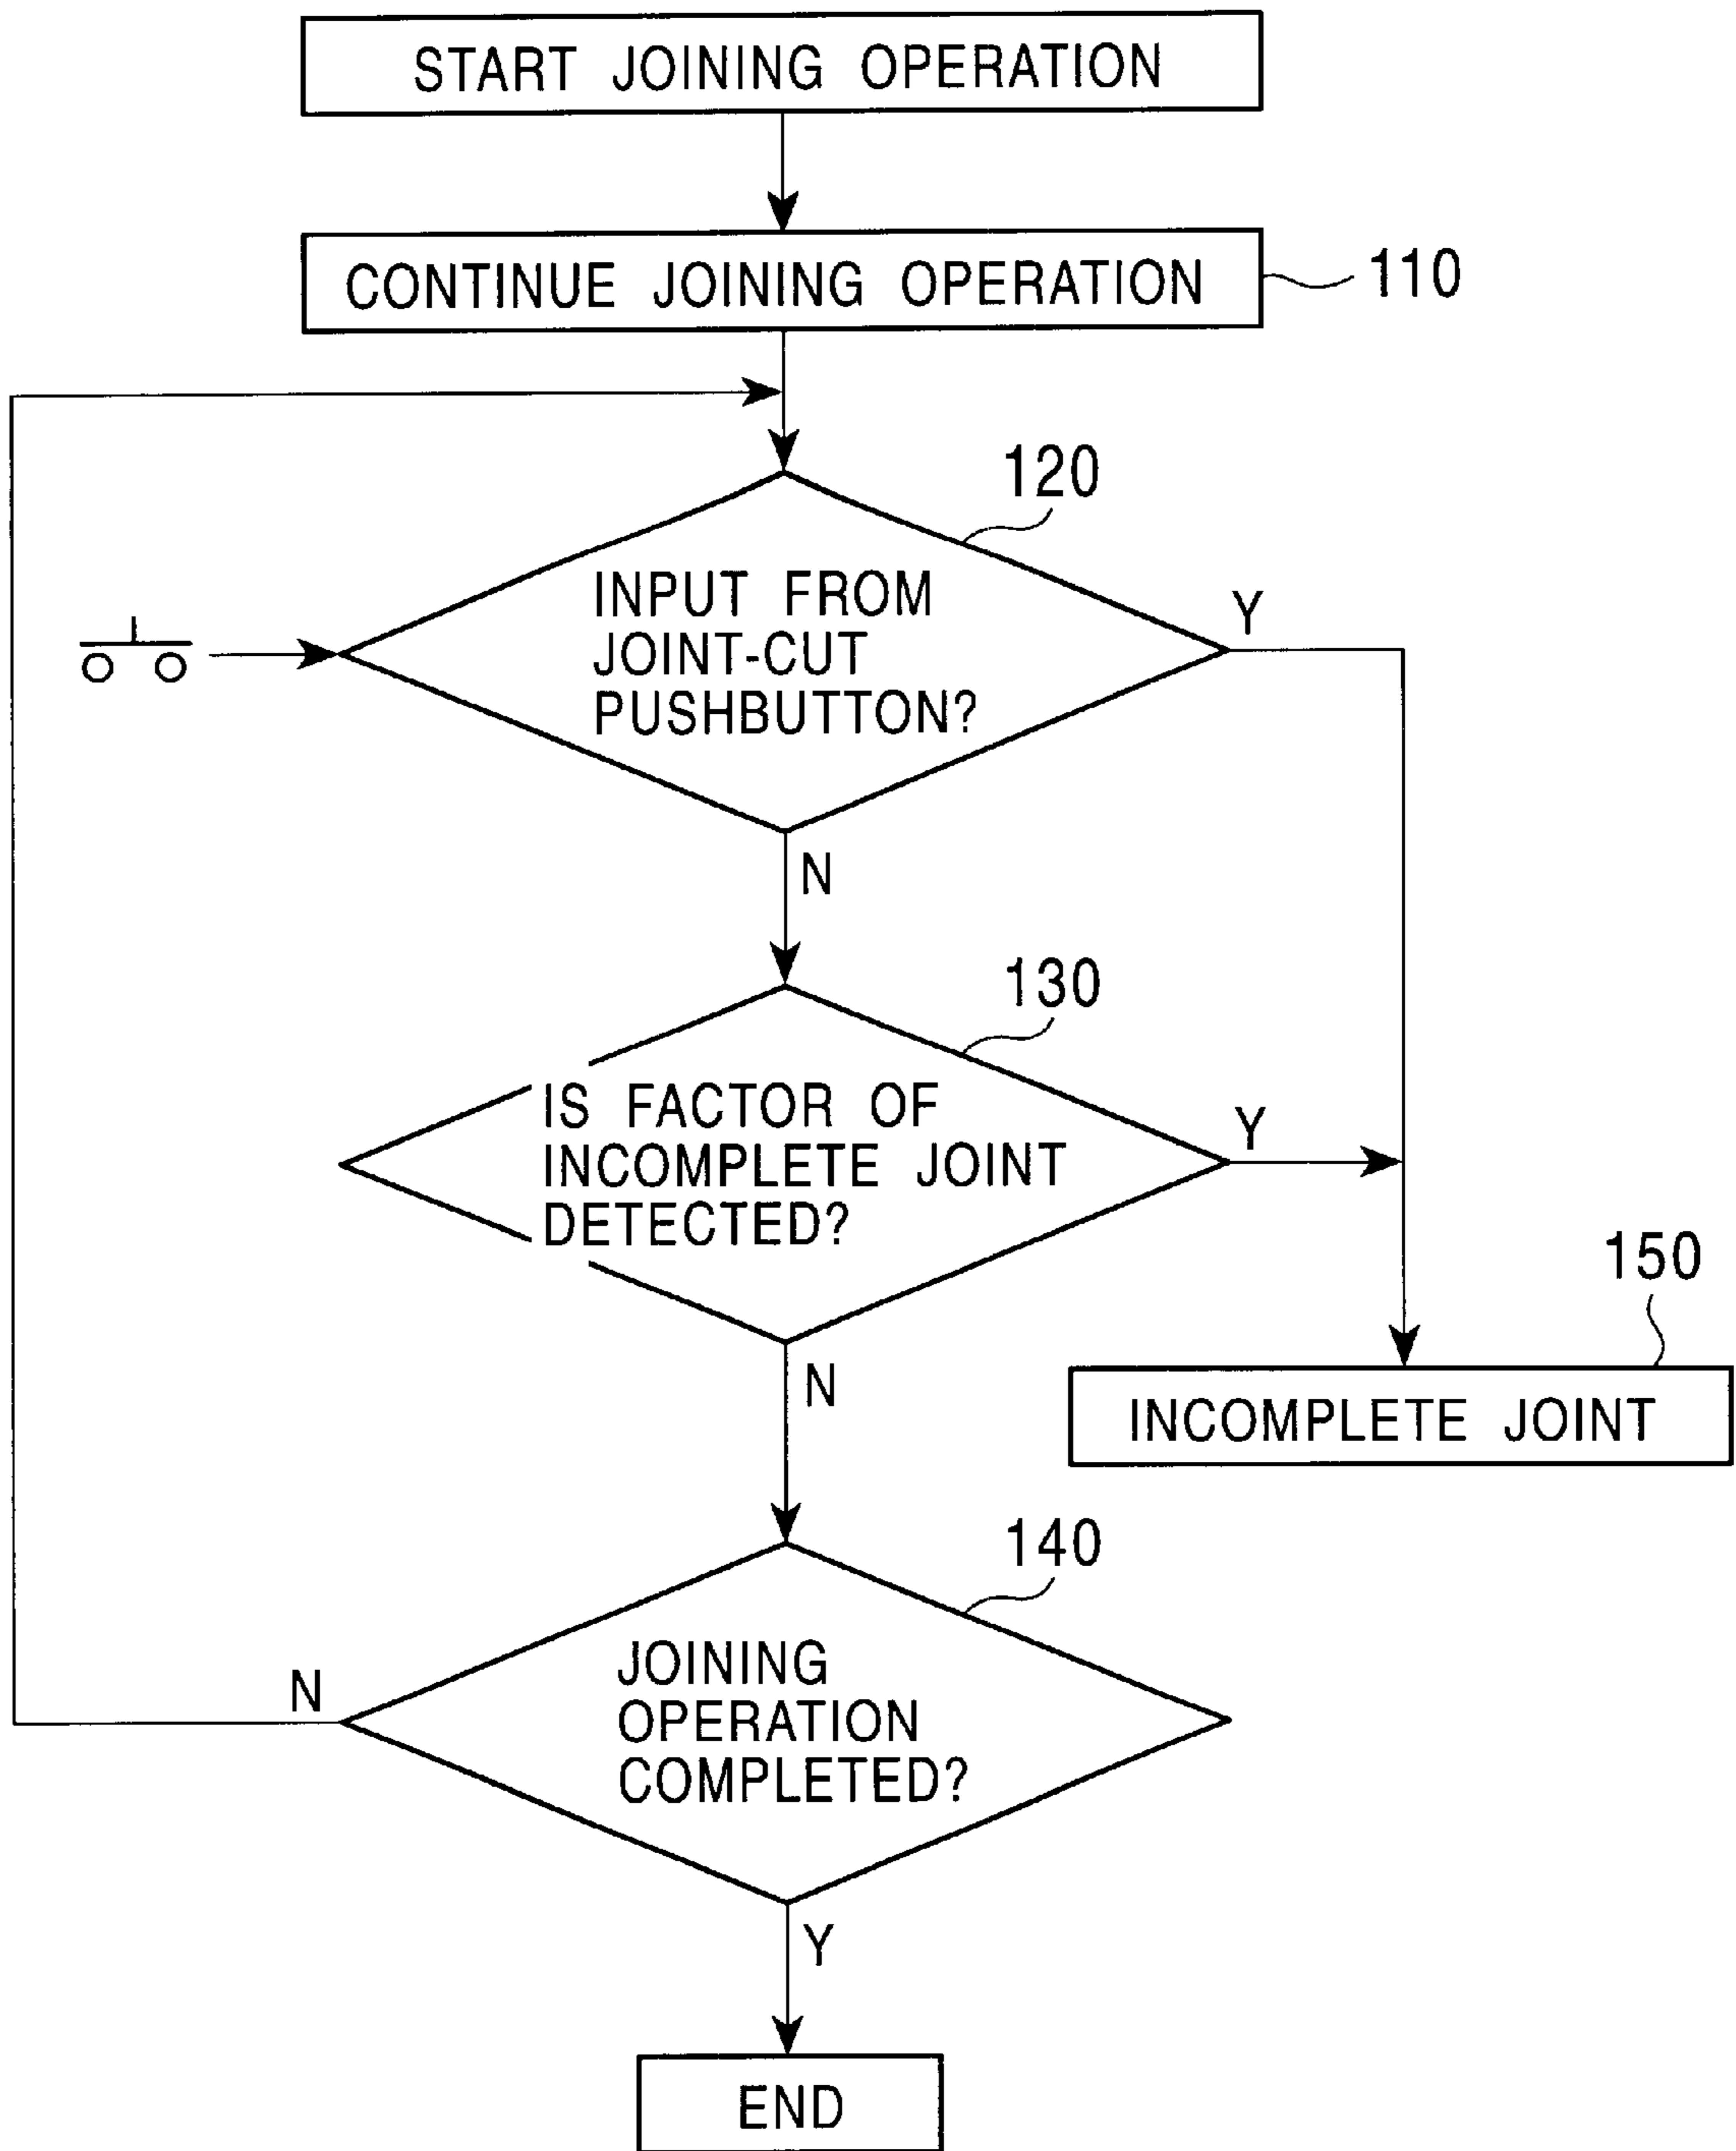 START JOINING OPERATION
CONTINUE JOINING OPERATION
110
120
INPUT FROM
JOINT-CUT
PUSHBUTTON?
Y
N
130
IS FACTOR OF
INCOMPLETE JOINT
DETECTED?
Y
N
150
INCOMPLETE JOINT
140
JOINING
OPERATION
COMPLETED?
N
Y
END